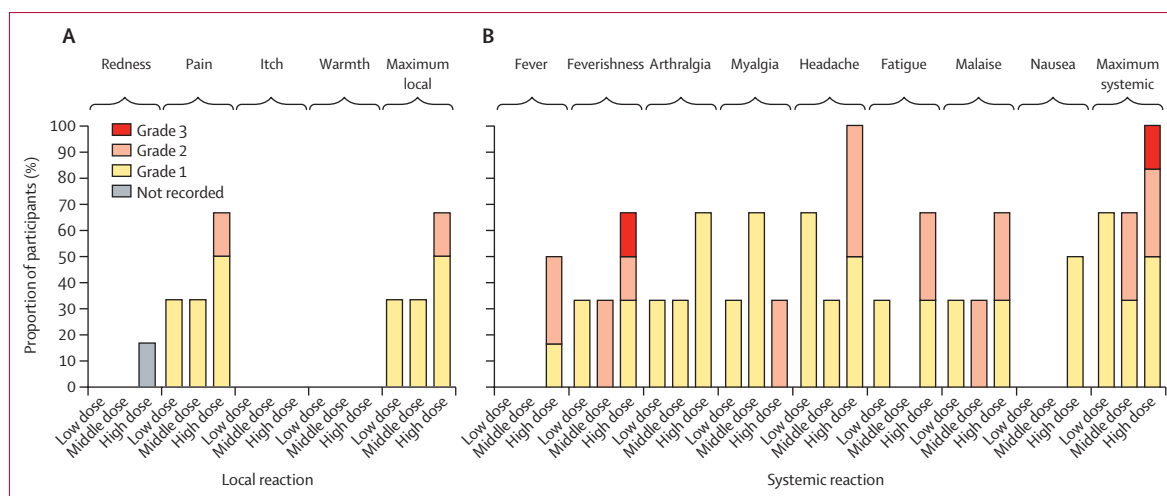 A
B
Redness
Pain
Itch
Warmth
Maximum
local
Fever
Feverishness
Arthralgia
Myalgia
Headache
Fatigue
Malaise
Nausea
Maximum
systemic
Proportion of participants (%)
100
90
80
70
60
50
40
30
20
10
0
Grade 3
Grade 2
Grade 1
Not recorded
Low dose
Middle dose
High dose
Low dose
Middle dose
High dose
Low dose
Middle dose
High dose
Low dose
Middle dose
High dose
Low dose
Middle dose
High dose
Local reaction
Low dose
Middle dose
High dose
Low dose
Middle dose
High dose
Low dose
Middle dose
High dose
Low dose
Middle dose
High dose
Low dose
Middle dose
High dose
Low dose
Middle dose
High dose
Low dose
Middle dose
High dose
Low dose
Middle dose
High dose
Low dose
Middle dose
High dose
Systemic reaction